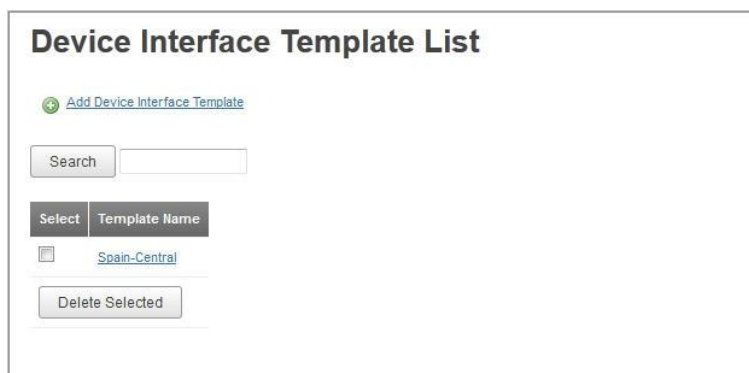 Device Interface Template List
Add Device Interface Template
Search
Select Template Name
Spain-Central
Delete Selected